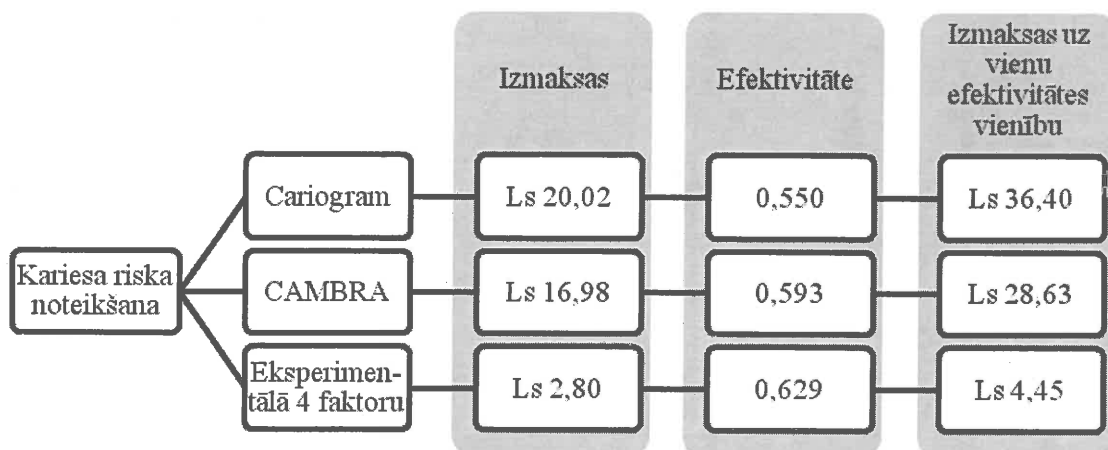 Izmaksas
Efektivitāte
Izmaksas uz
vienu
efektivitātes
vienību
Kariesa riska
noteikšana
Cariogram
Ls 20,02
0,550
Ls 36,40
CAMBRA
Ls 16,98
0,593
Ls 28,63
Eksperimen-
tālā 4 faktoru
Ls 2,80
0,629
Ls 4,45